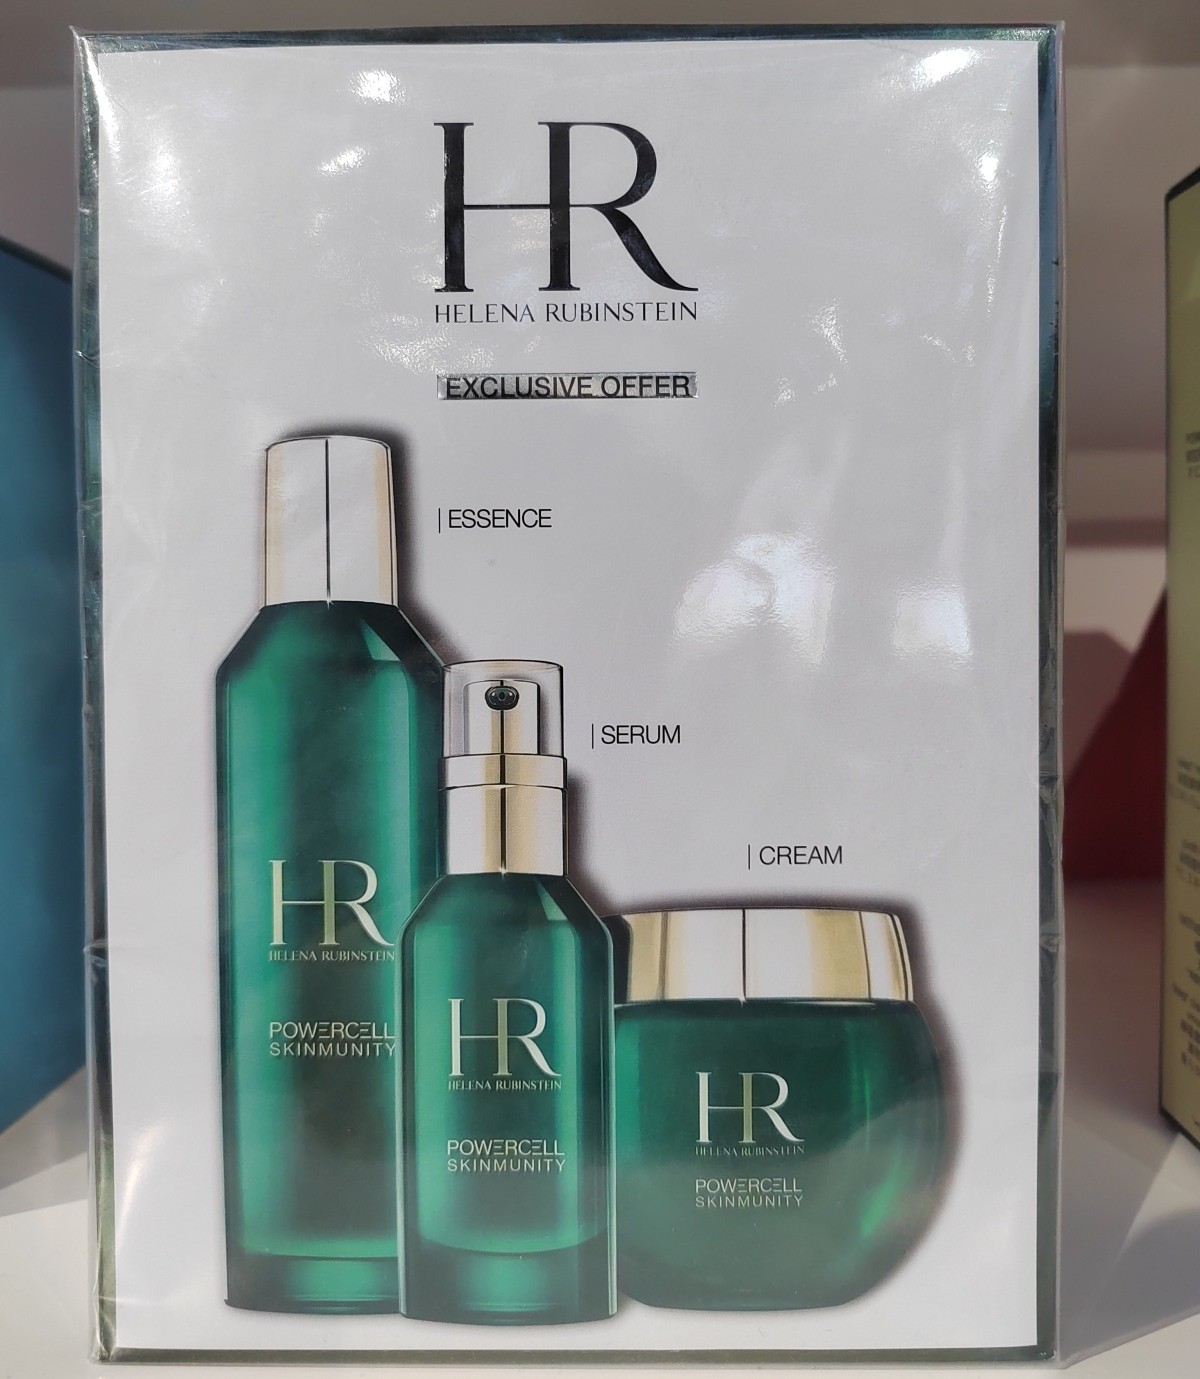 HR
HELENA RUBINSTEIN
EXCLUSIVE OFFER
| ESSENCE
| SERUM
| CREAM
HR
HELENA RUBINSTEIN
POWERCELL
SKINMUNITY
HR
HELENA RUBINSTEIN
POWERCELL
SKINMUNITY
HR
HELENA RUBINSTEIN
POWERCELL
SKINMUNITY